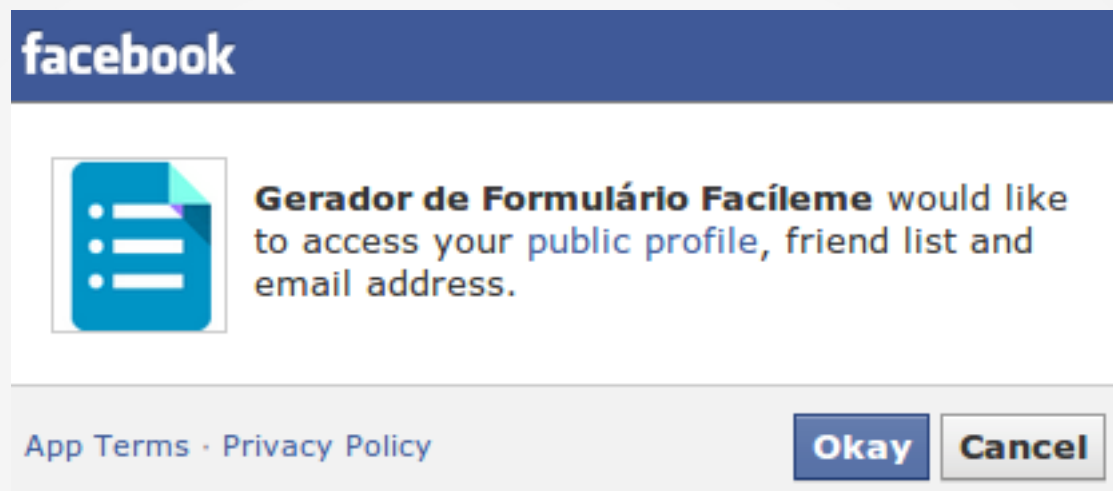 facebook
Gerador de Formulário Facíleme would like
to access your public profile, friend list and
email address.
App Terms · Privacy Policy
Okay
Cancel